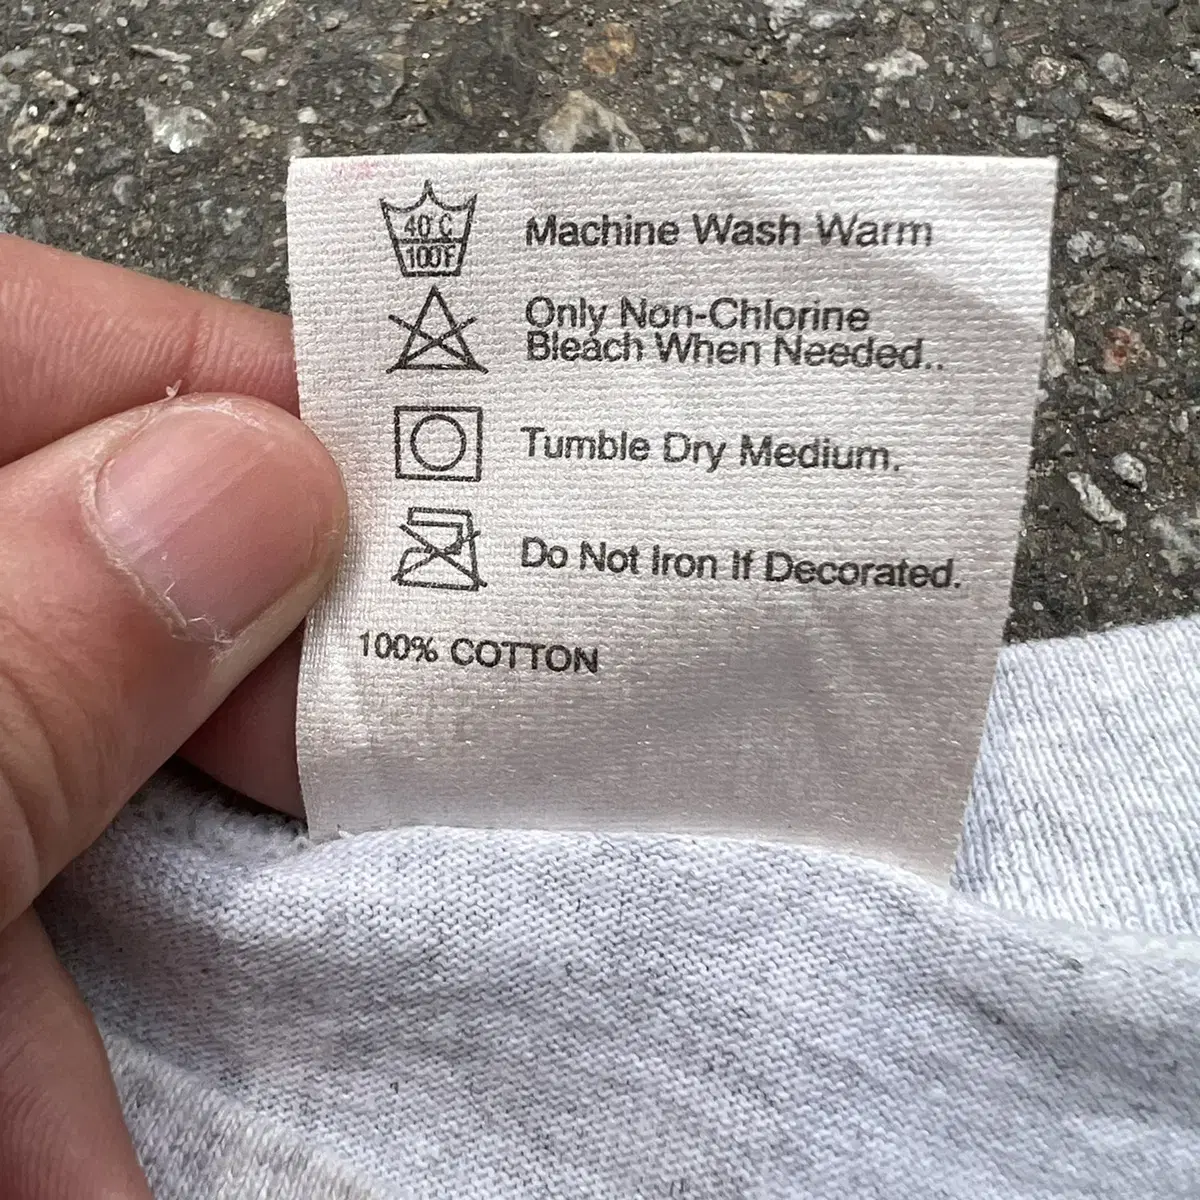 40°C
100F
Machine Wash Warm
Only Non-Chlorine
Bleach When Needed..
Tumble Dry Medium.
Do Not Iron If Decorated.
100% COTTON